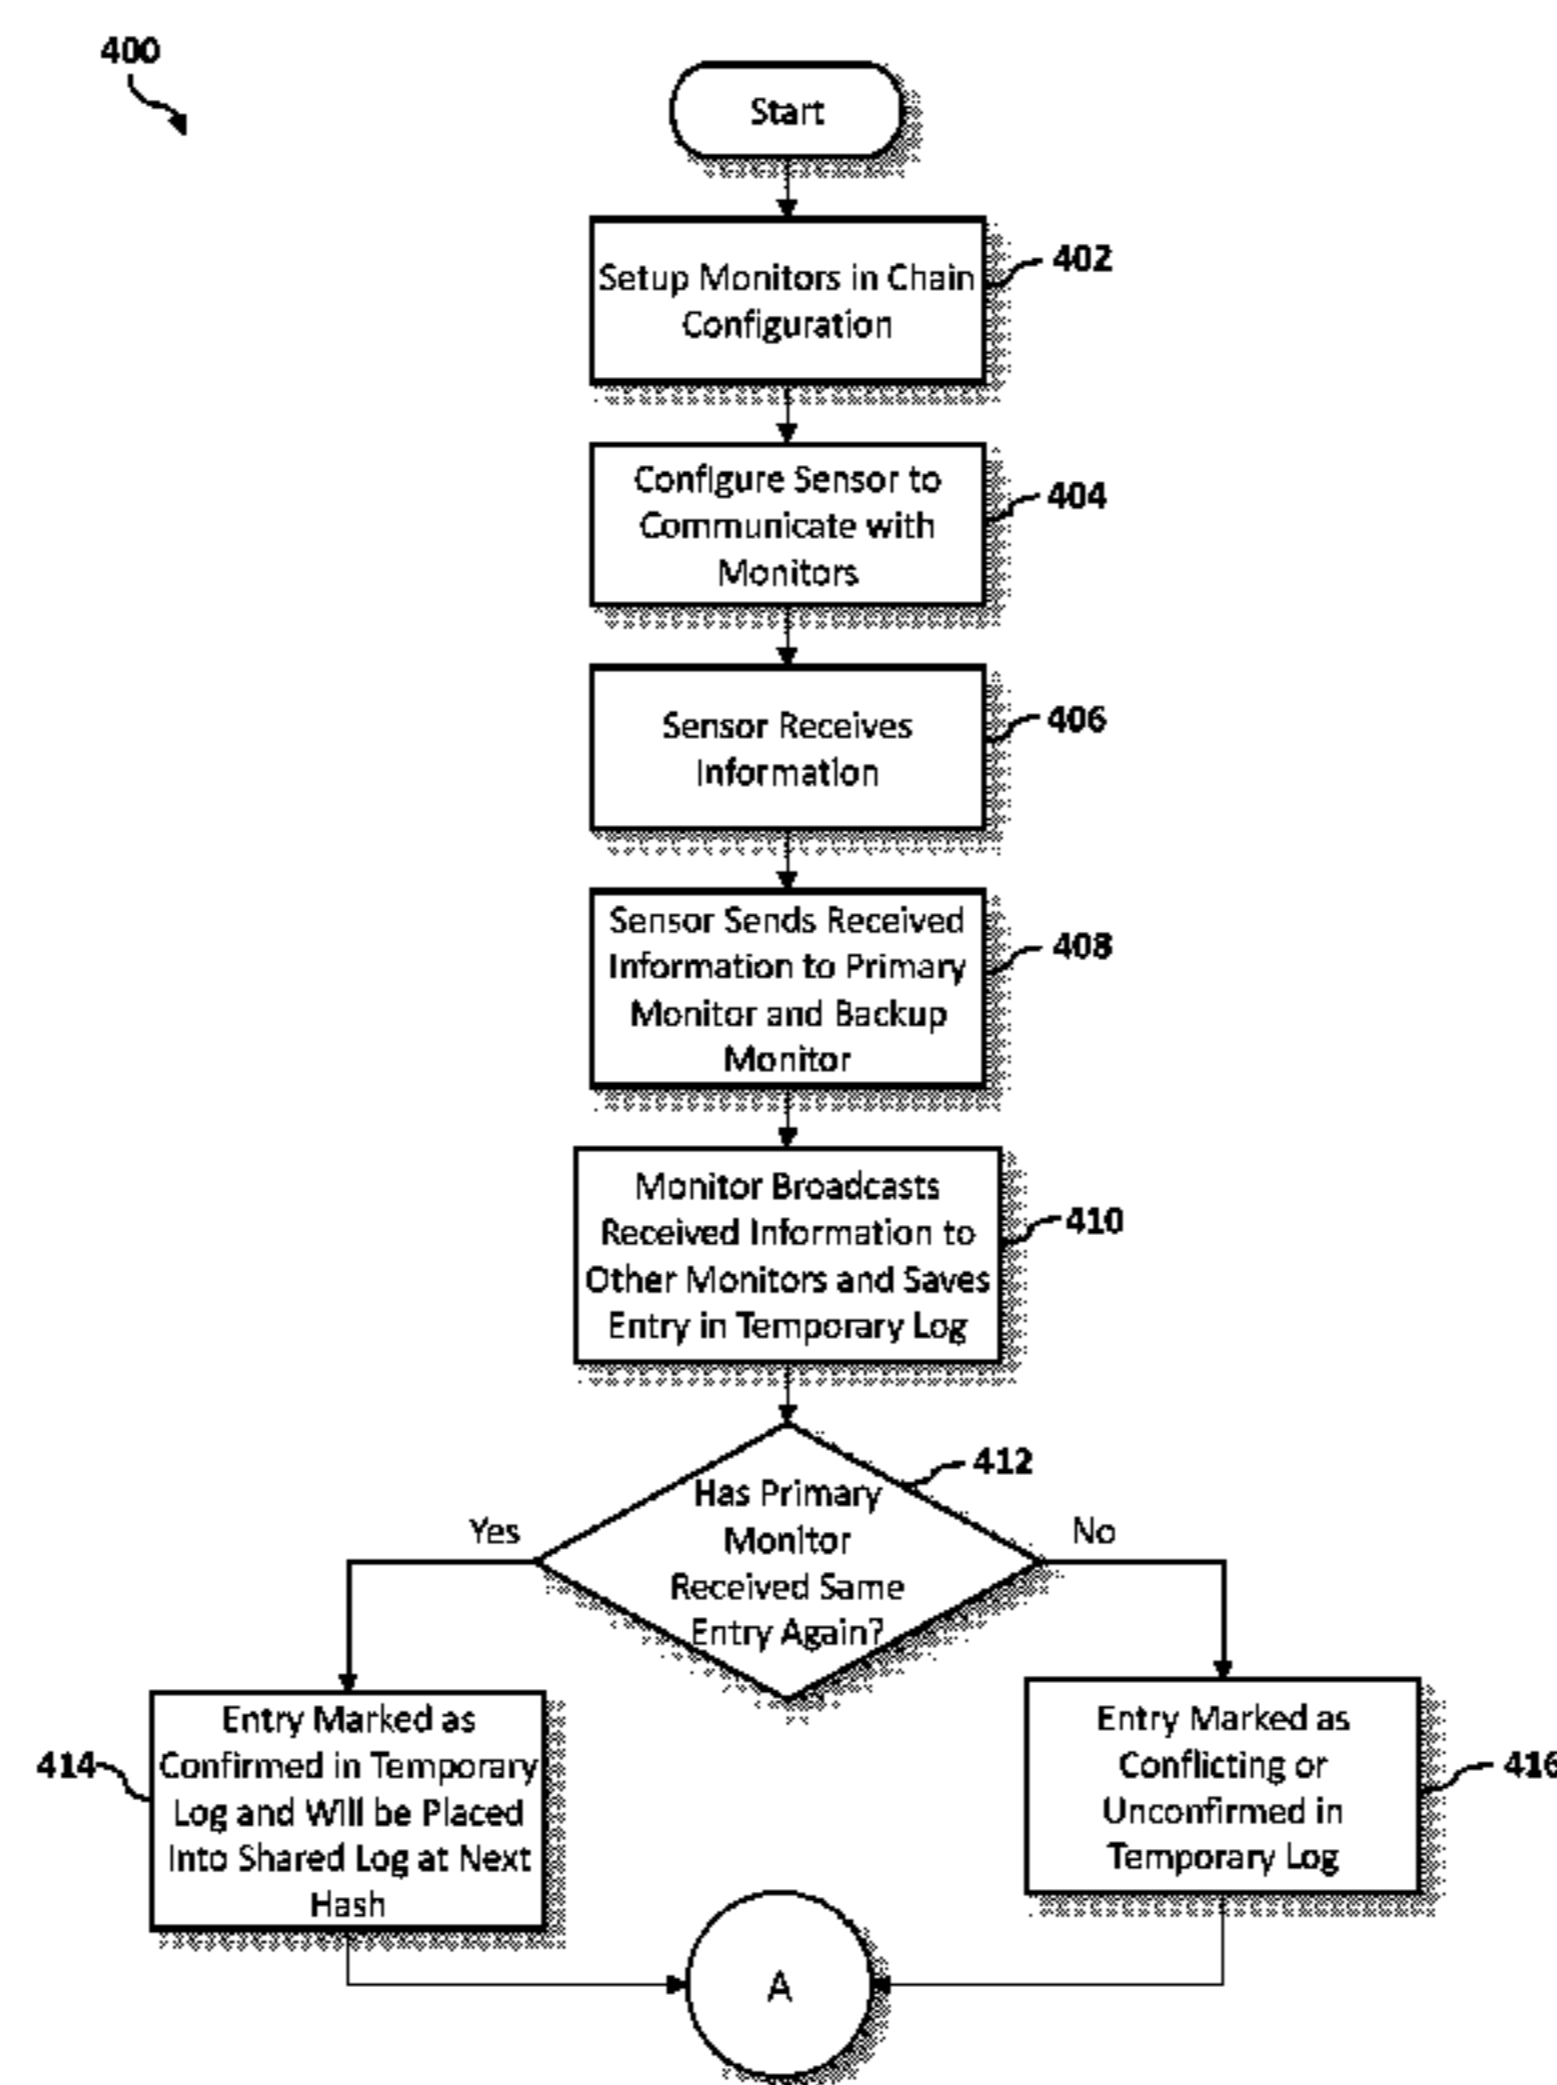 400
Start
Setup Monitors in Chain
Configuration
402
Configure Sensor to
Communicate with
Monitors
404
Sensor Receives
Information
406
Sensor Sends Received
Information to Primary
Monitor and Backup
Monitor
408
Monitor Broadcasts
Received Information to
Other Monitors and Saves
Entry in Temporary Log
410
412
Has Primary
Monitor
Received Same
Entry Again?
Yes
No
414
Entry Marked as
Confirmed in Temporary
Log and Will be Placed
Into Shared Log at Next
Hash
Entry Marked as
Conflicting or
Unconfirmed in
Temporary Log
416
A